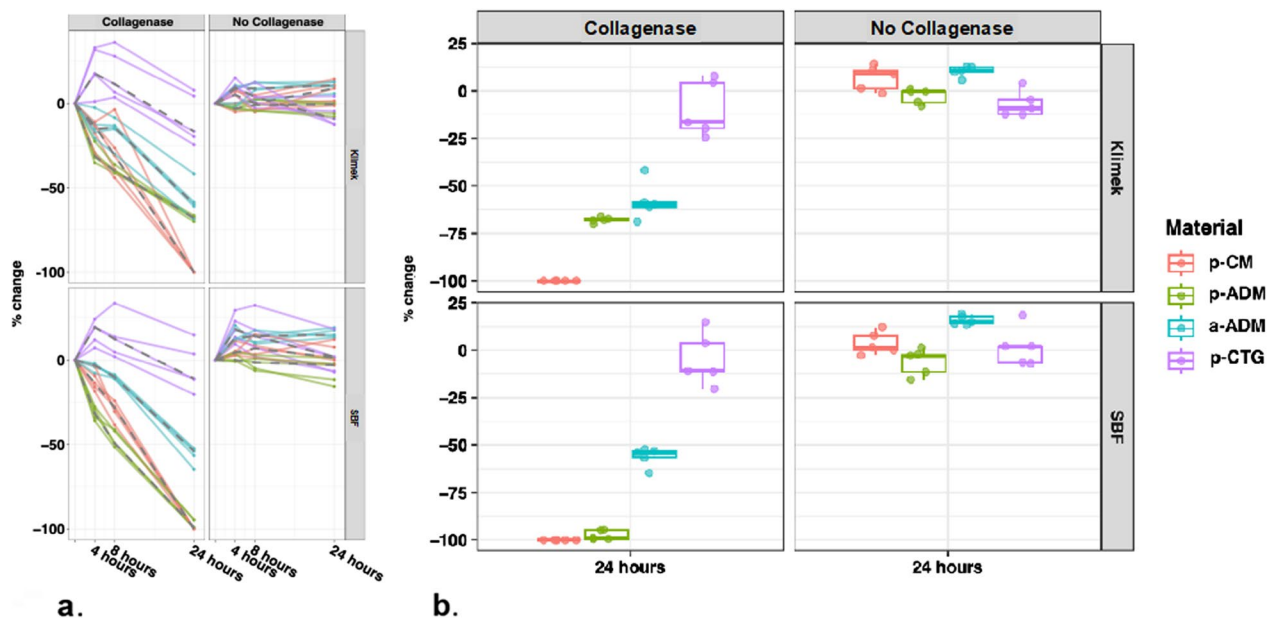 Collagenase No Collagenase
0
-50
-100
Klimek
0
-50
-100
SBF
% change
4 hours 8 hours 24 hours 4 hours 8 hours 24 hours
a.
Collagenase No Collagenase
25
0
−25
−50
−75
−100
Klimek
25
0
−25
−50
−75
−100
SBF
% change
24 hours 24 hours
b.
Material
p-CM
p-ADM
a-ADM
p-CTG